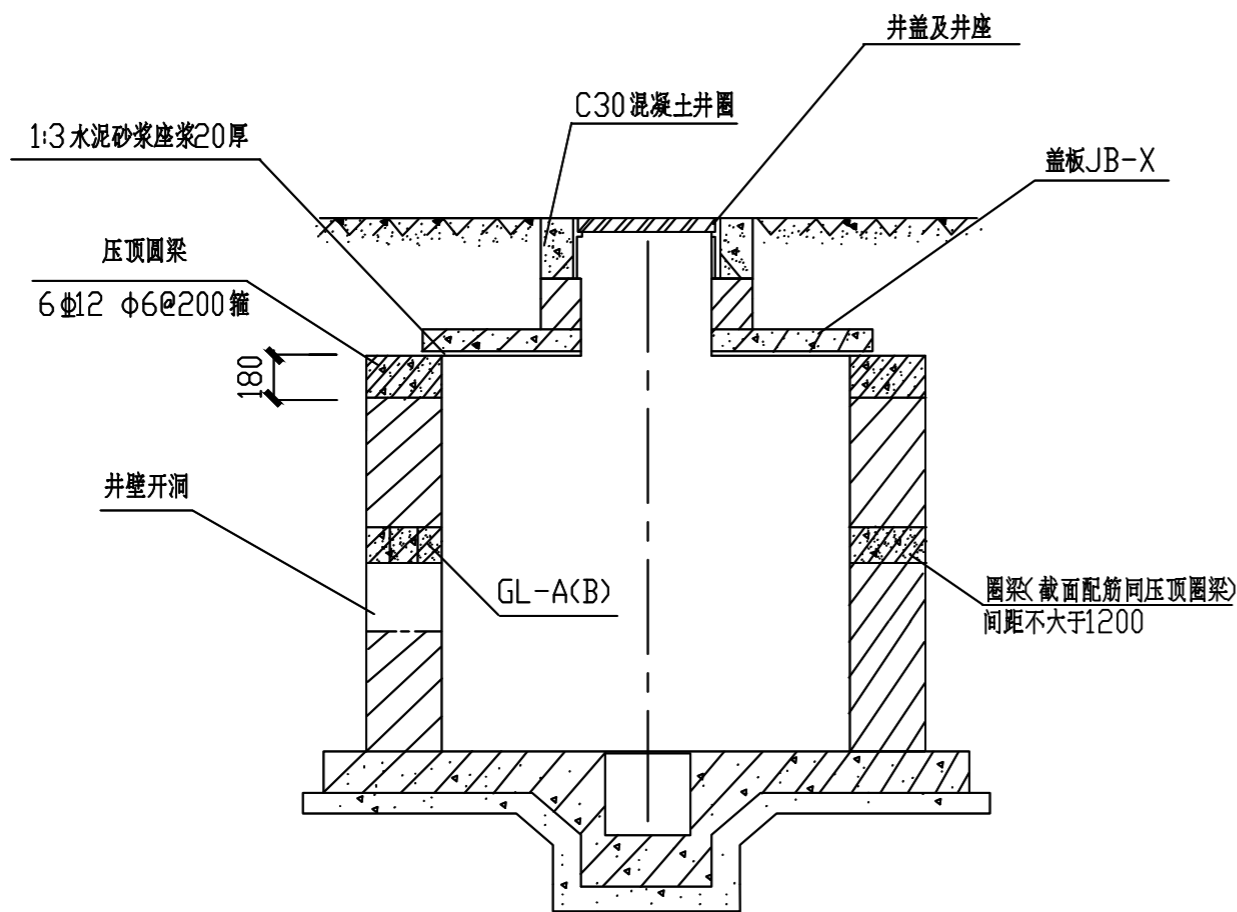 井盖及井座
C30混凝土井圈
1:3水泥砂浆座浆20厚
盖板JB-X
压顶圆梁
6ф12 ф6@200箍
180
井壁开洞
GL-A(B)
圈梁(截面配筋同压顶圈梁)
间距不大于1200